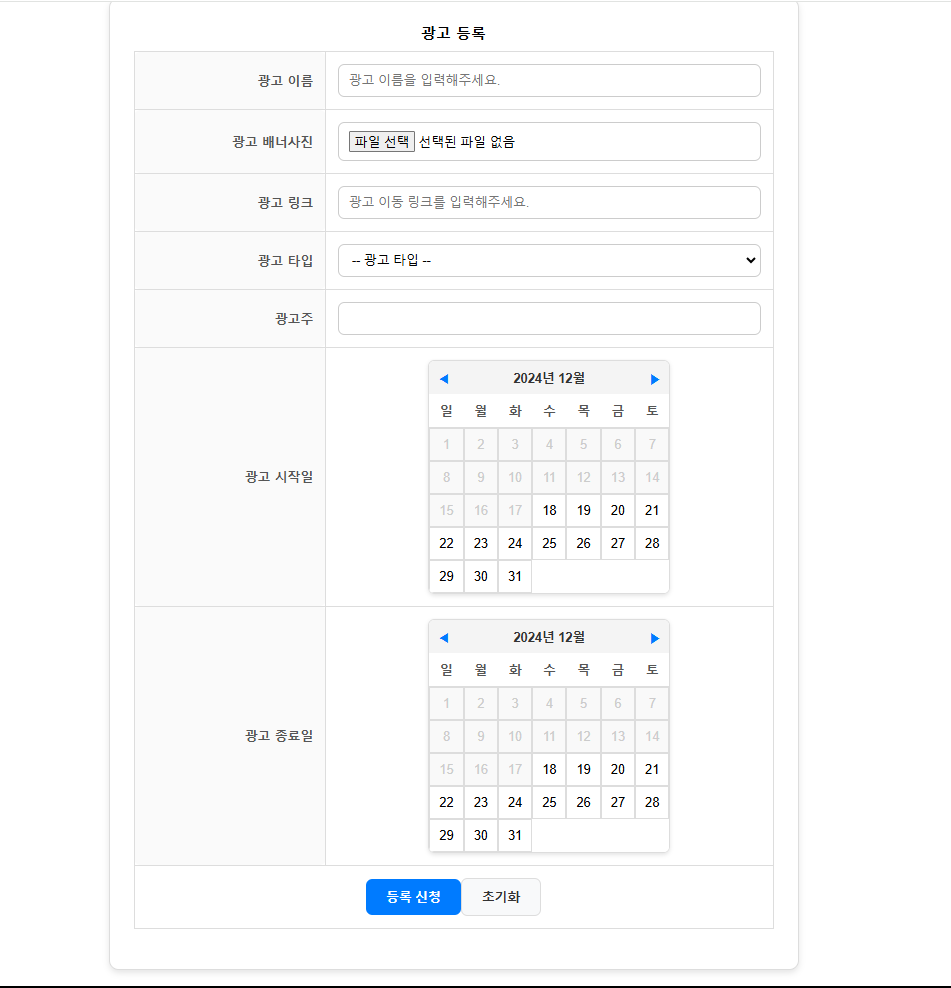 광고 등록
광고 이름 광고 이름을 입력해주세요.
광고 배너사진 파일 선택 선택된 파일 없음
광고 링크 광고 이동 링크를 입력해주세요.
광고 타입 -- 광고 타입 --
광고주
광고 시작일
◀ 2024년 12월 ▶
일 월 화 수 목 금 토
1 2 3 4 5 6 7
8 9 10 11 12 13 14
15 16 17 18 19 20 21
22 23 24 25 26 27 28
29 30 31
광고 종료일
◀ 2024년 12월 ▶
일 월 화 수 목 금 토
1 2 3 4 5 6 7
8 9 10 11 12 13 14
15 16 17 18 19 20 21
22 23 24 25 26 27 28
29 30 31
등록 신청 초기화